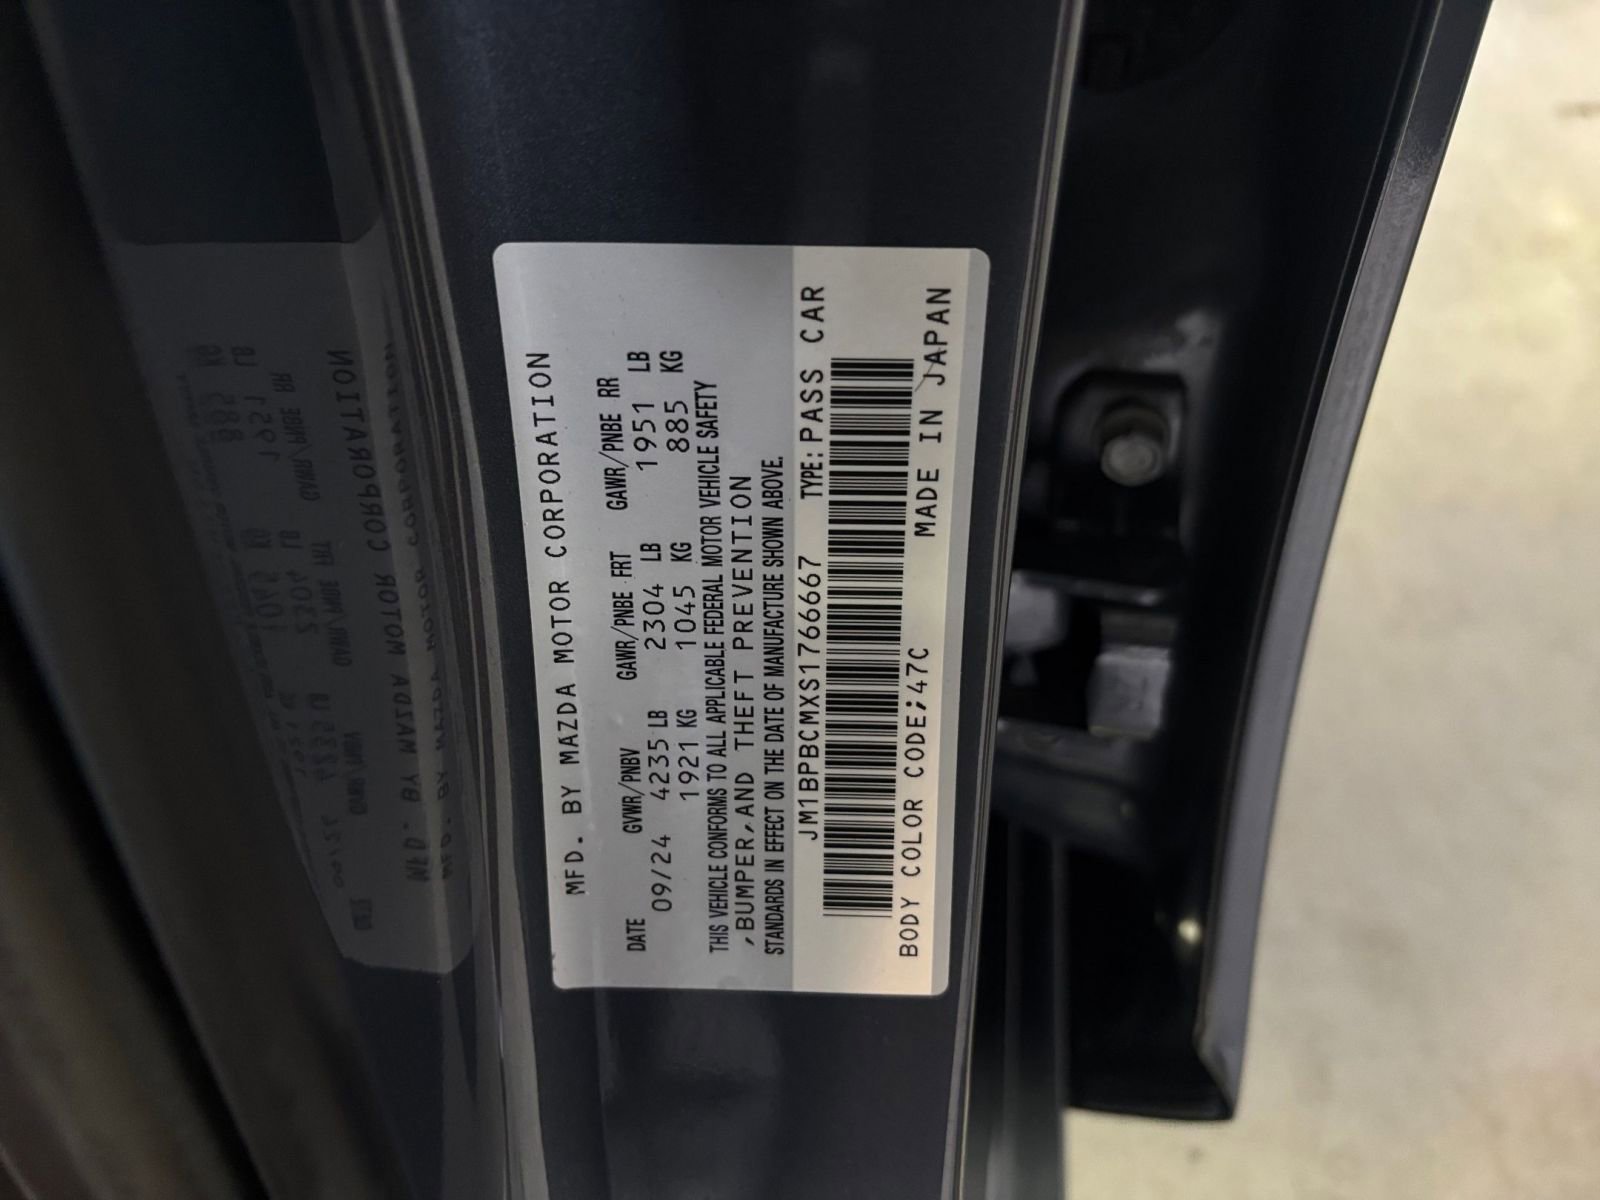 MFD. BY MAZDA MOTOR CORPORATION
DATE GVWR/PNBV GAWR/PNBE FRT GAWR/PNBE RR
09/24 4235 LB 2304 LB 1951 LB
1921 KG 1045 KG 885 KG
THIS VEHICLE CONFORMS TO ALL APPLICABLE FEDERAL MOTOR VEHICLE SAFETY
,BUMPER,AND THEFT PREVENTION
STANDARDS IN EFFECT ON THE DATE OF MANUFACTURE SHOWN ABOVE.
JM1BPBCMXS1766667 TYPE:PASS CAR
BODY COLOR CODE;47C MADE IN JAPAN